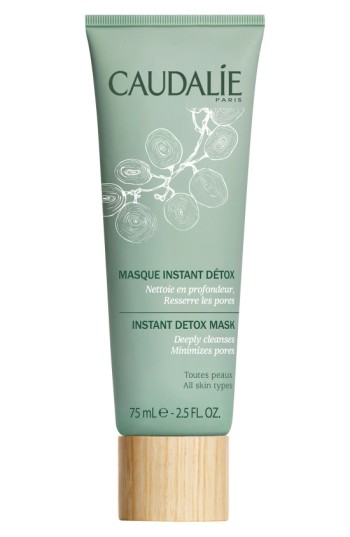 CAUDALÍE
PARIS
MASQUE INSTANT DÉTOX
Nettoie en profondeur,
Resserre les pores
INSTANT DETOX MASK
Deeply cleanses
Minimizes pores
Toutes peaux
All skin types
75 mL ℮ - 2.5 FL. OZ.